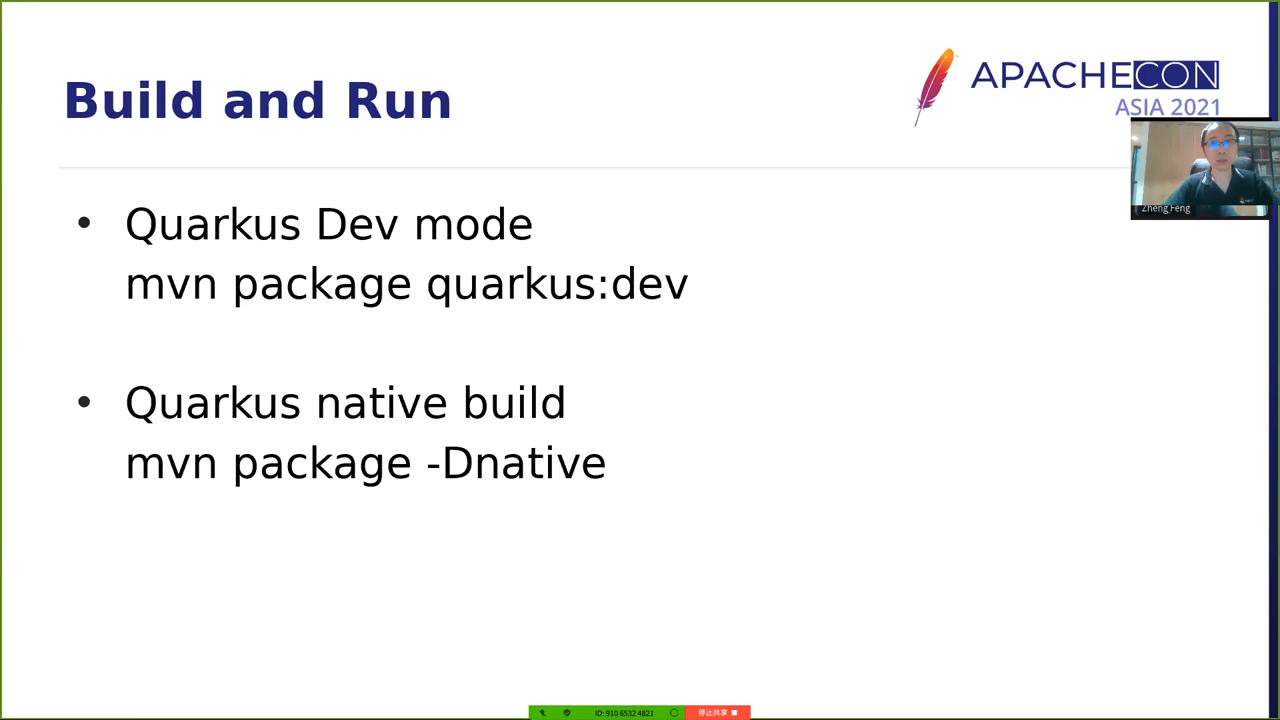 Build and Run
APACHECON
ASIA 2021
Zheng Feng
• Quarkus Dev mode
mvn package quarkus:dev
• Quarkus native build
mvn package -Dnative
ID: 910 6532 4821
停止共享